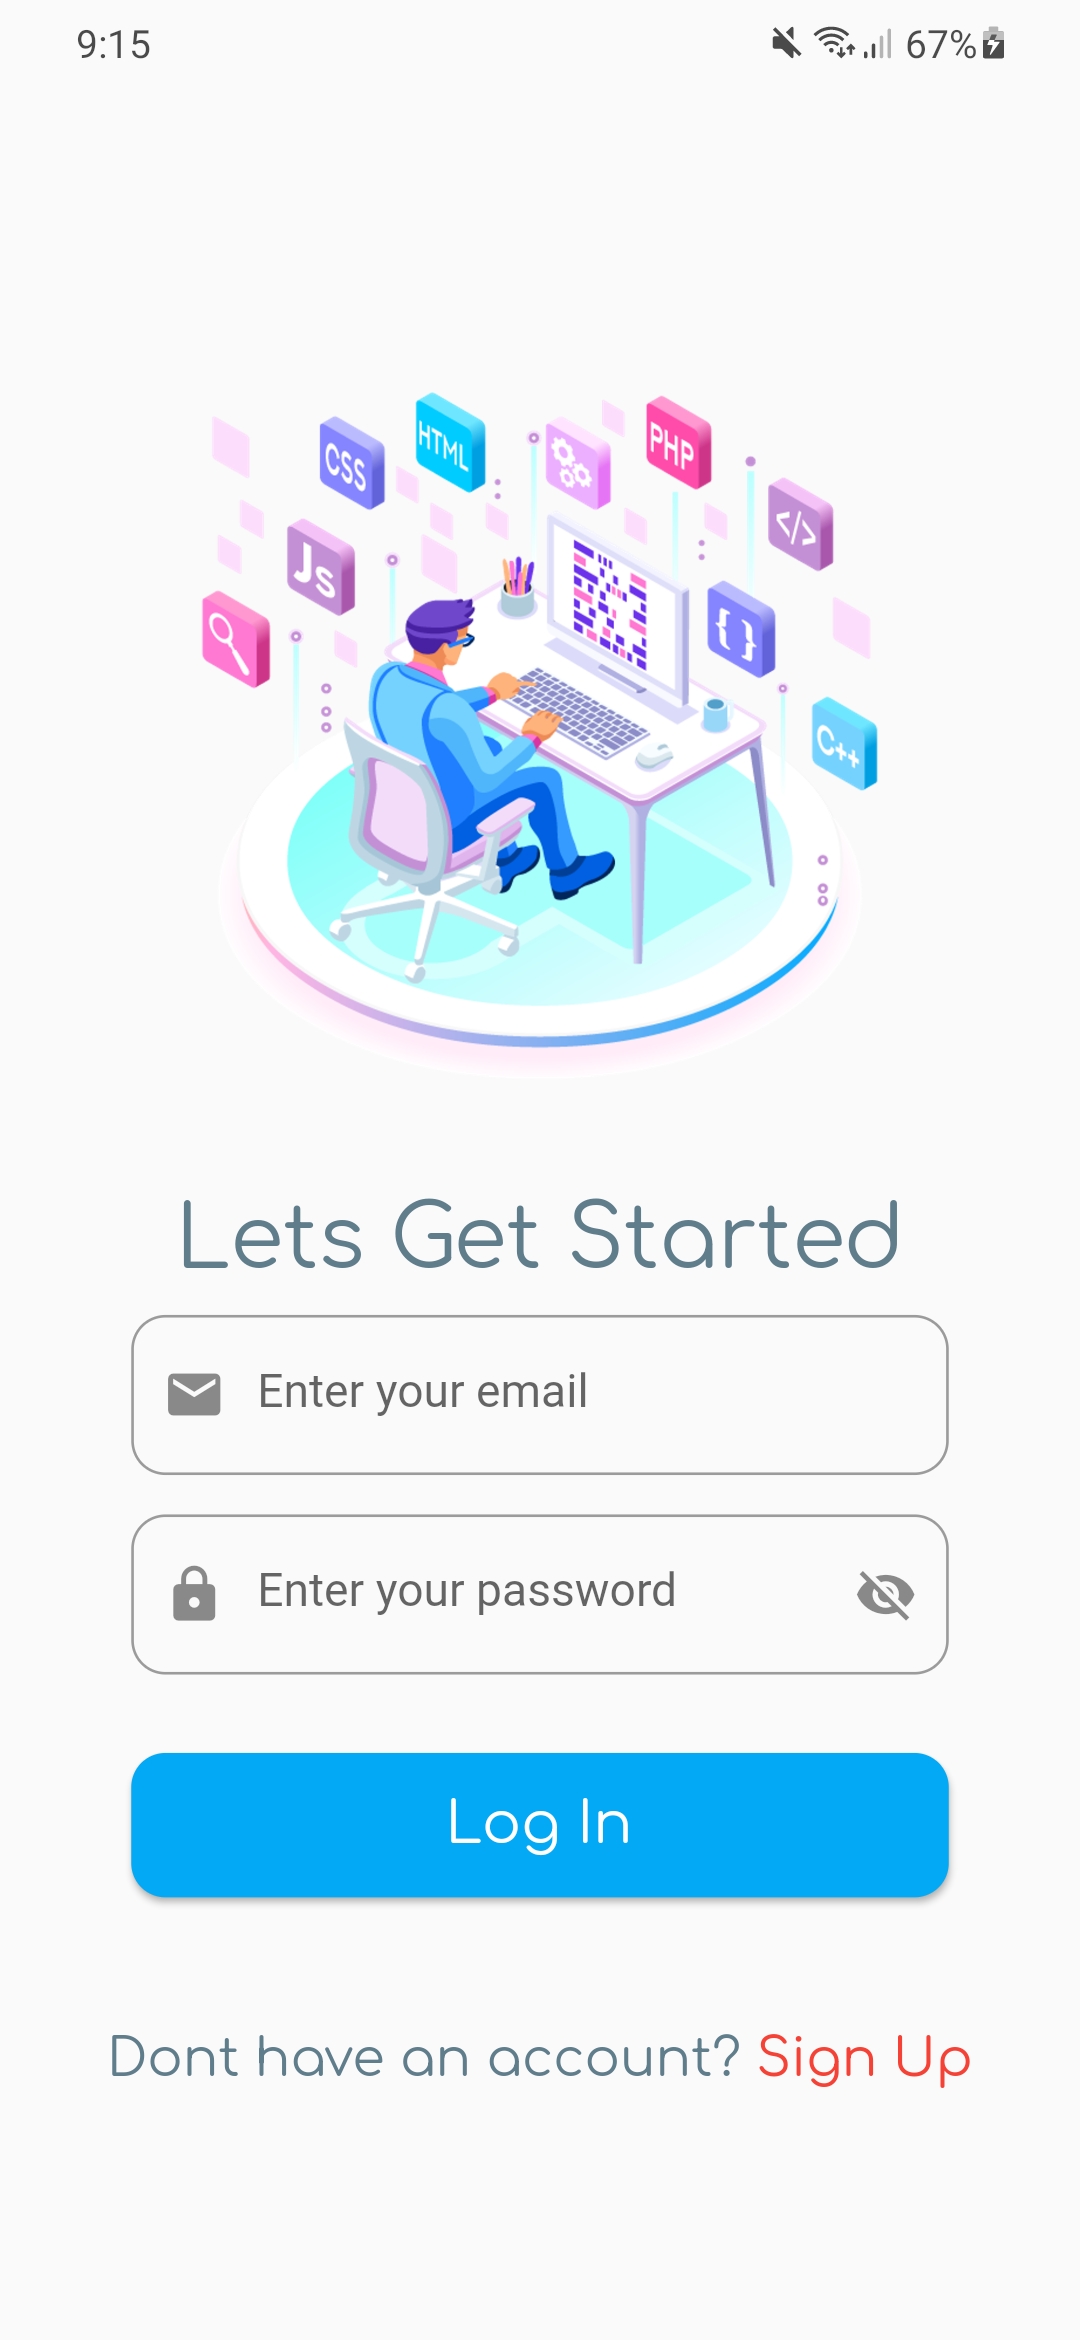 9:15 67%
HTML
PHP
CSS
</>
Js
{ }
C++
Lets Get Started
Enter your email
Enter your password
Log In
Dont have an account? Sign Up